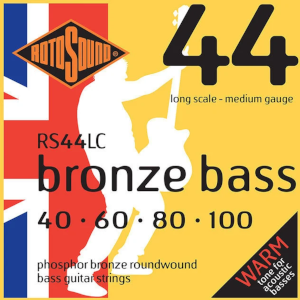 ROTOSOUND
44
long scale - medium gauge
RS44LC
bronze bass
40 • 60 • 80 • 100
phosphor bronze roundwound
bass guitar strings
WARM
tone for
acoustic
basses